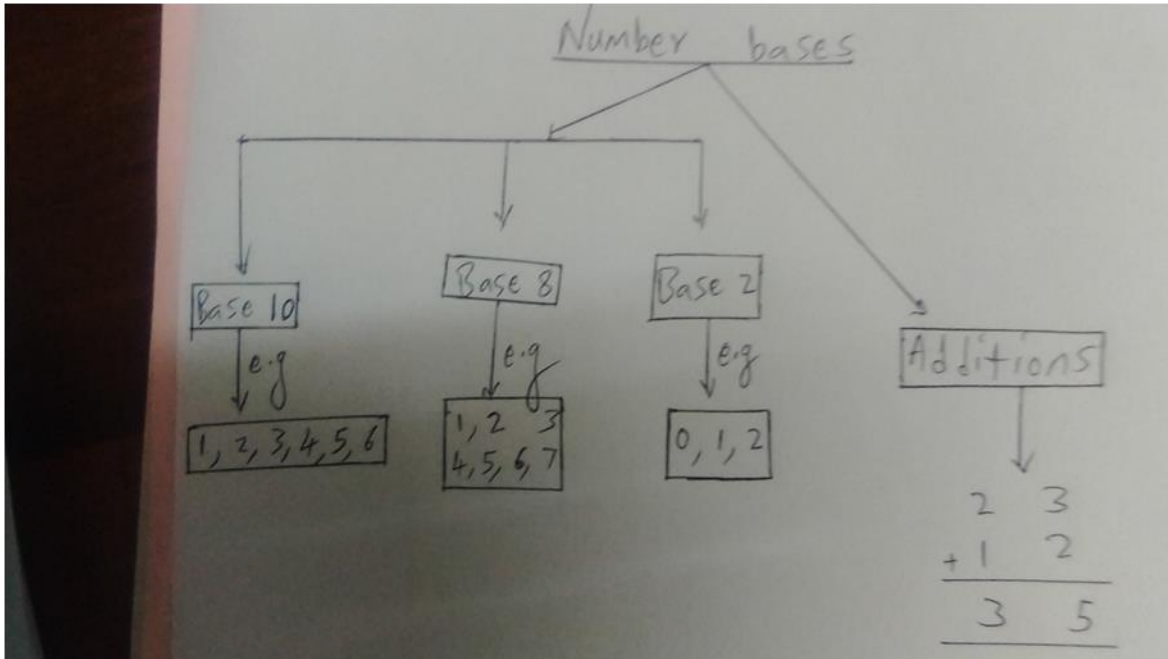 Number bases
Base 10
Base 8
Base 2
Additions
e.g
e.g
e.g
1, 2, 3, 4, 5, 6
1, 2 3
4, 5, 6, 7
0, 1, 2
2 3
+ 1 2
3 5